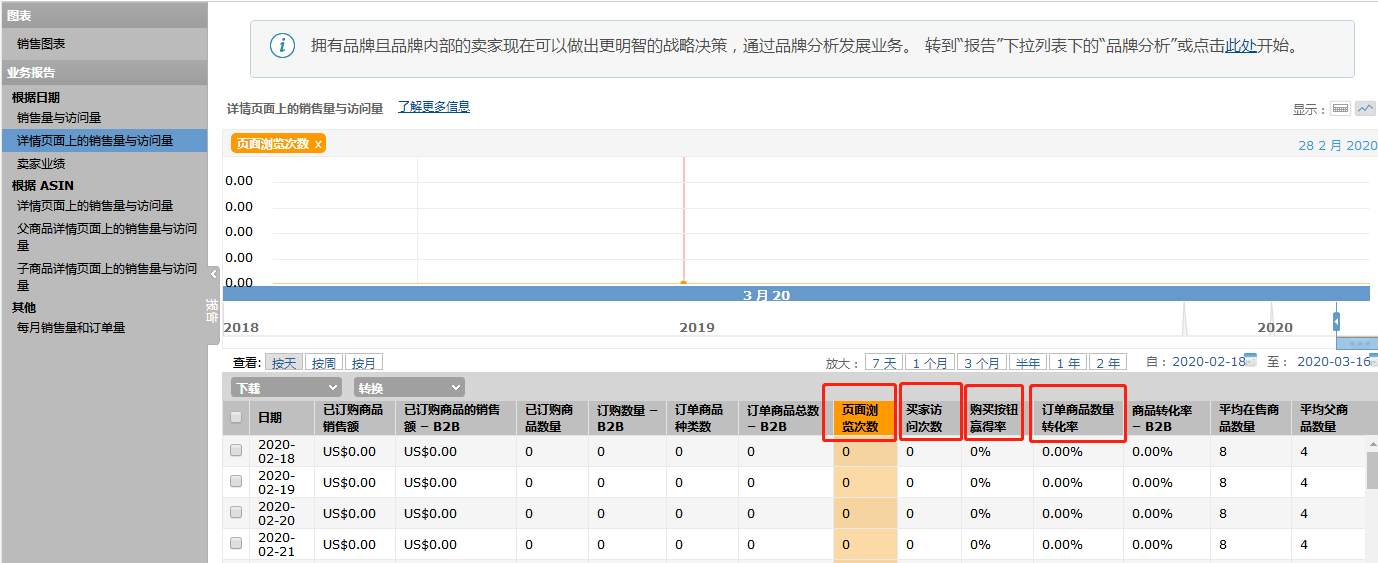 图表
销售图表
业务报告
根据日期
销售量与访问量
详情页面上的销售量与访问量
卖家业绩
根据 ASIN
详情页面上的销售量与访问量
父商品详情页面上的销售量与访问
量
子商品详情页面上的销售量与访问
量
其他
每月销售量和订单量
报告
拥有品牌且品牌内部的卖家现在可以做出更明智的战略决策，通过品牌分析发展业务。 转到“报告”下拉列表下的“品牌分析”或点击此处开始。
详情页面上的销售量与访问量 了解更多信息
显示：
页面浏览次数 x
28 2 月 2020
0.00
0.00
0.00
0.00
0.00
3 月 20
2018 2019 2020
查看: 按天 按周 按月 放大： 7 天 1 个月 3 个月 半年 1 年 2 年 自： 2020-02-18 至： 2020-03-16
下载 转换
日期 已订购商品 已订购商品的销售 已订购商 订购数量 – 订单商品 订单商品总数 页面浏 买家访 购买按钮 订单商品数量 商品转化率 平均在售商 平均父商
销售额 额 – B2B 品数量 B2B 种类数 – B2B 览次数 问次数 赢得率 转化率 – B2B 品数量 品数量
2020-
02-18 US$0.00 US$0.00 0 0 0 0 0 0 0% 0.00% 0.00% 8 4
2020-
02-19 US$0.00 US$0.00 0 0 0 0 0 0 0% 0.00% 0.00% 8 4
2020-
02-20 US$0.00 US$0.00 0 0 0 0 0 0 0% 0.00% 0.00% 8 4
2020-
02-21 US$0.00 US$0.00 0 0 0 0 0 0 0% 0.00% 0.00% 8 4